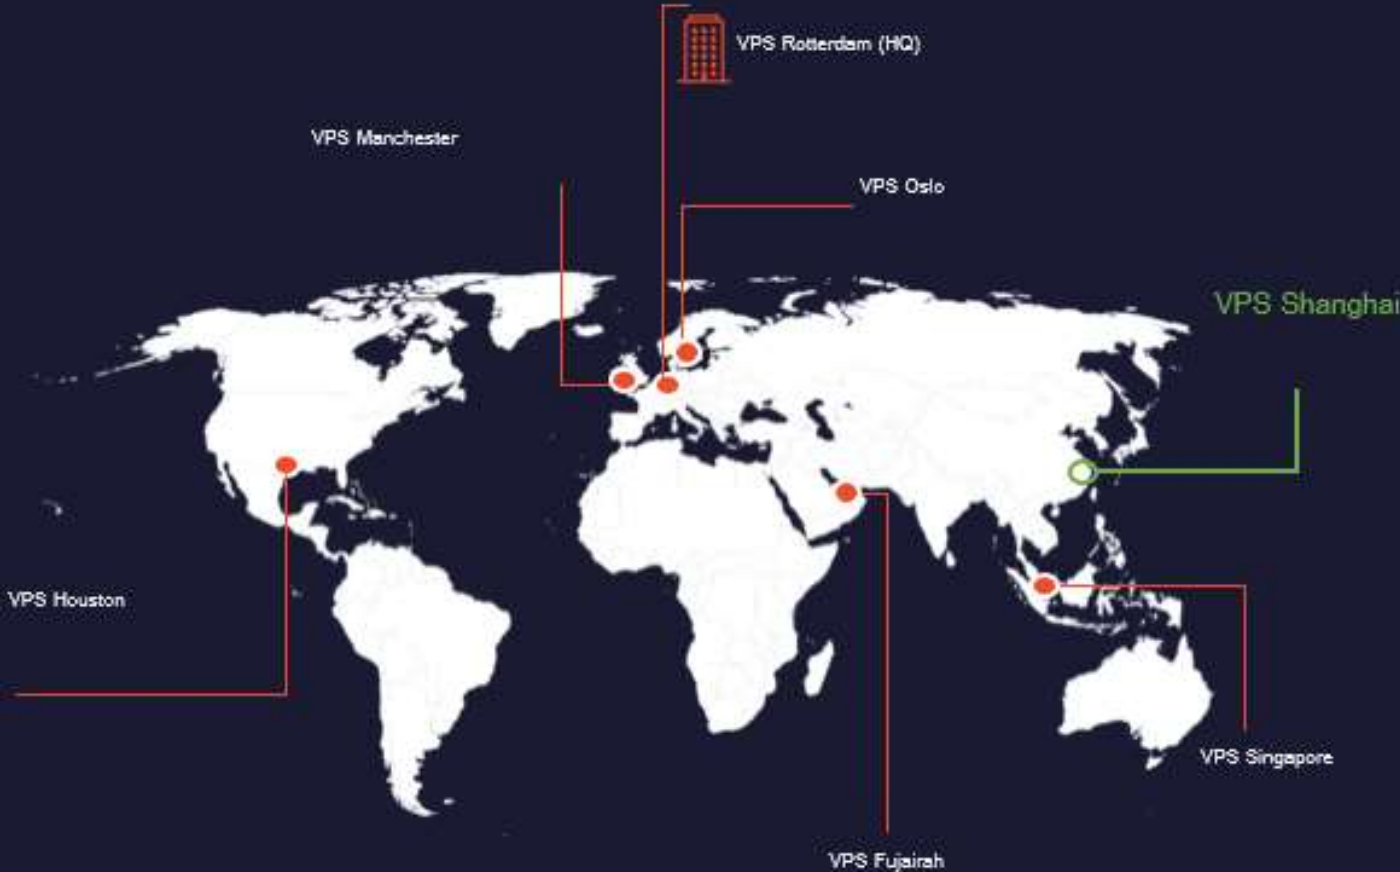 VPS Rotterdam (HQ)
VPS Manchester
VPS Oslo
VPS Shanghai
VPS Houston
VPS Singapore
VPS Fujairah